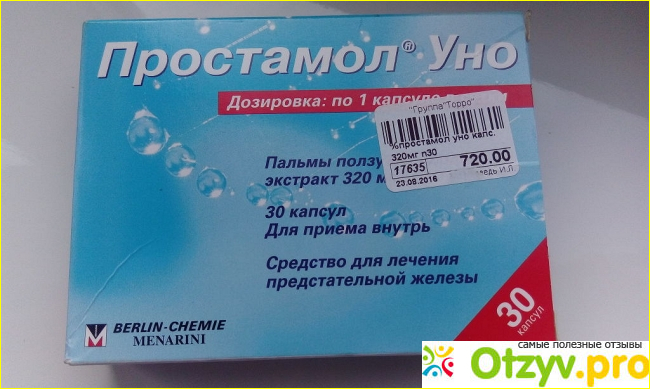 Простамол® Уно
Дозировка: по 1 капсуле
"Группа"Торро"
%простамол уно капс.
320мг n30
17635 720.00
23.08.2016
Пальмы ползу
экстракт 320 м
30 капсул
Для приема внутрь
Средство для лечения
предстательной железы
30
капсул
BERLIN-CHEMIE
MENARINI
самые полезные отзывы
Otzyv.pro